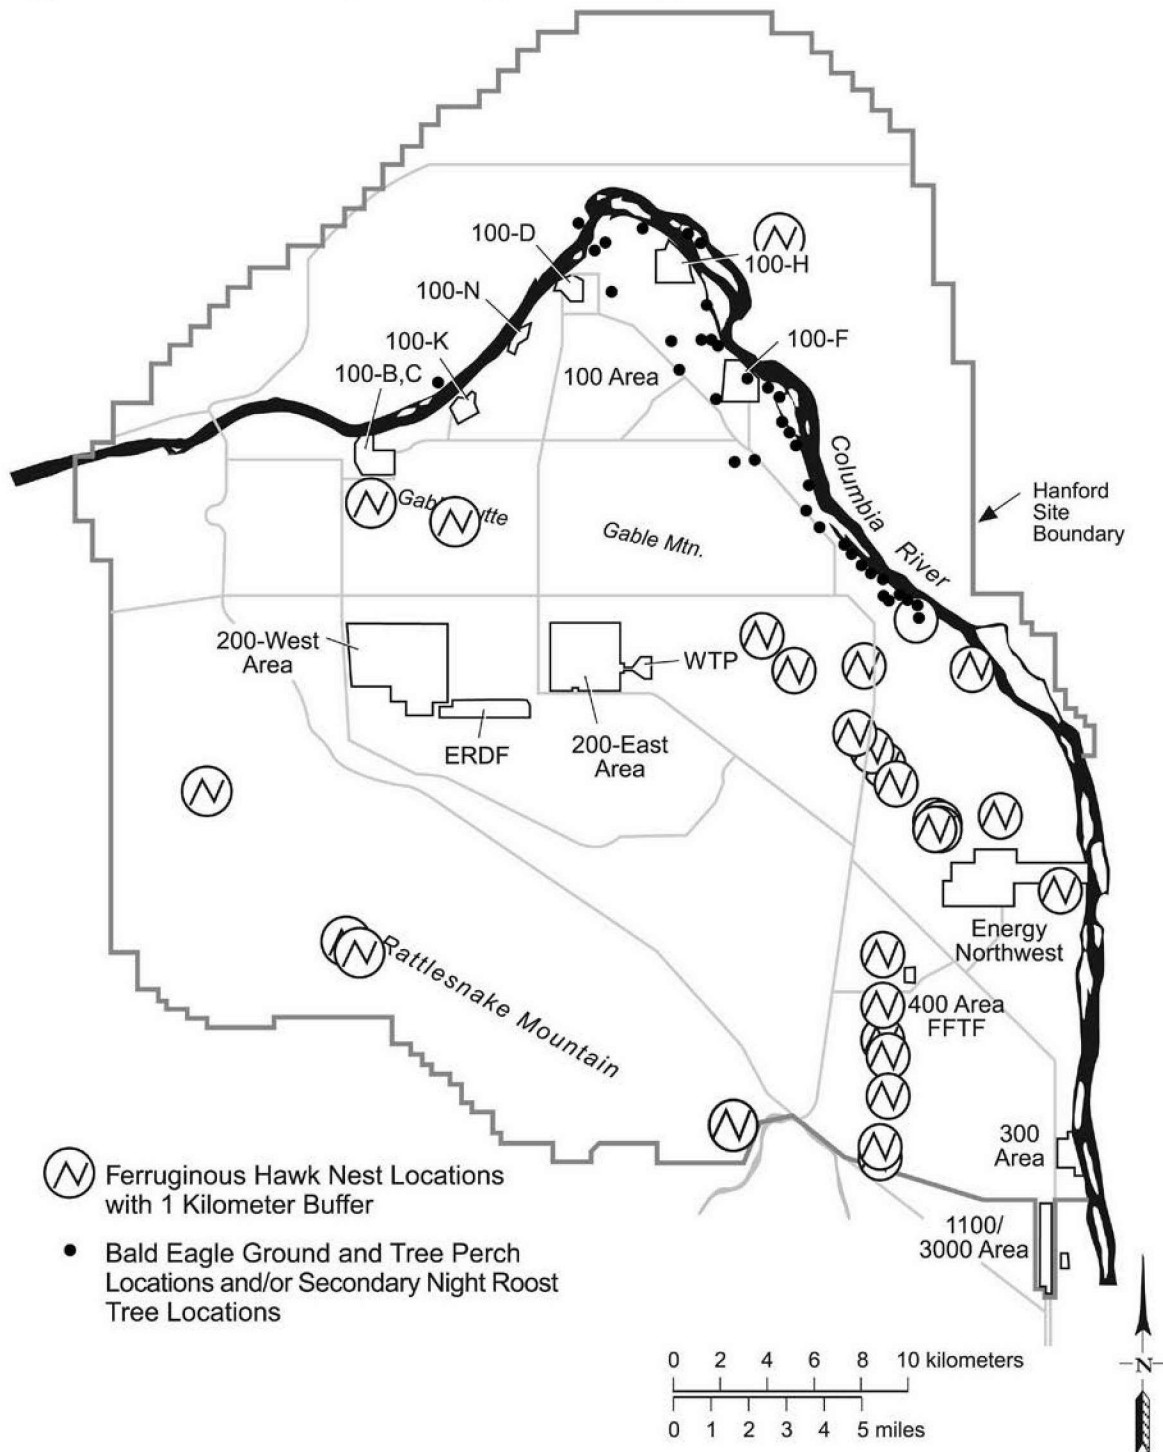 100-D
100-H
100-N
100-F
100-K
100-B,C
100 Area
Columbia River
Hanford
Site
Boundary
Gable Mtn.
200-West
Area
WTP
ERDF
200-East
Area
Energy
Northwest
Rattlesnake Mountain
400 Area
FFTF
300
Area
N Ferruginous Hawk Nest Locations
with 1 Kilometer Buffer
Bald Eagle Ground and Tree Perch
Locations and/or Secondary Night Roost
Tree Locations
1100/
3000 Area
0 2 4 6 8 10 kilometers
0 1 2 3 4 5 miles
N